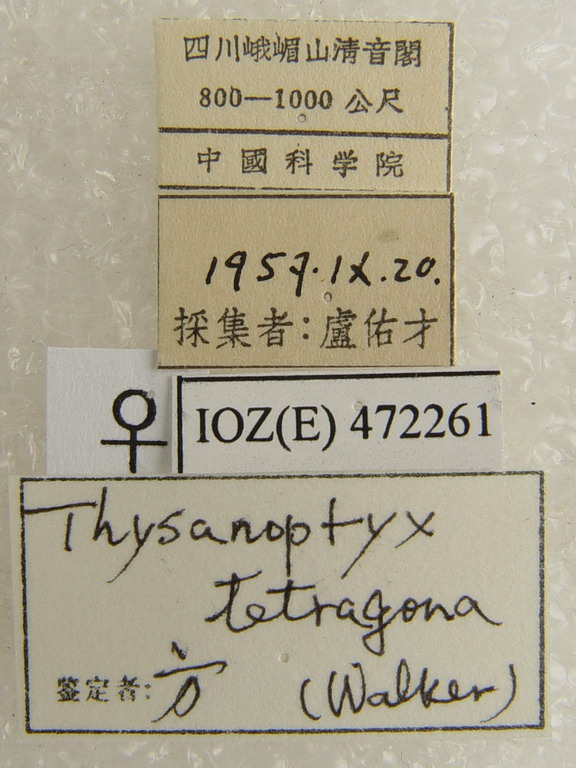 四川峨嵋山清音閣
800—1000 公尺
中國科学院
1957.IX.20.
採集者:盧佑才
♀
IOZ(E) 472261
Thysanoptyx
tetragona
鉴定者:方 (Walker)